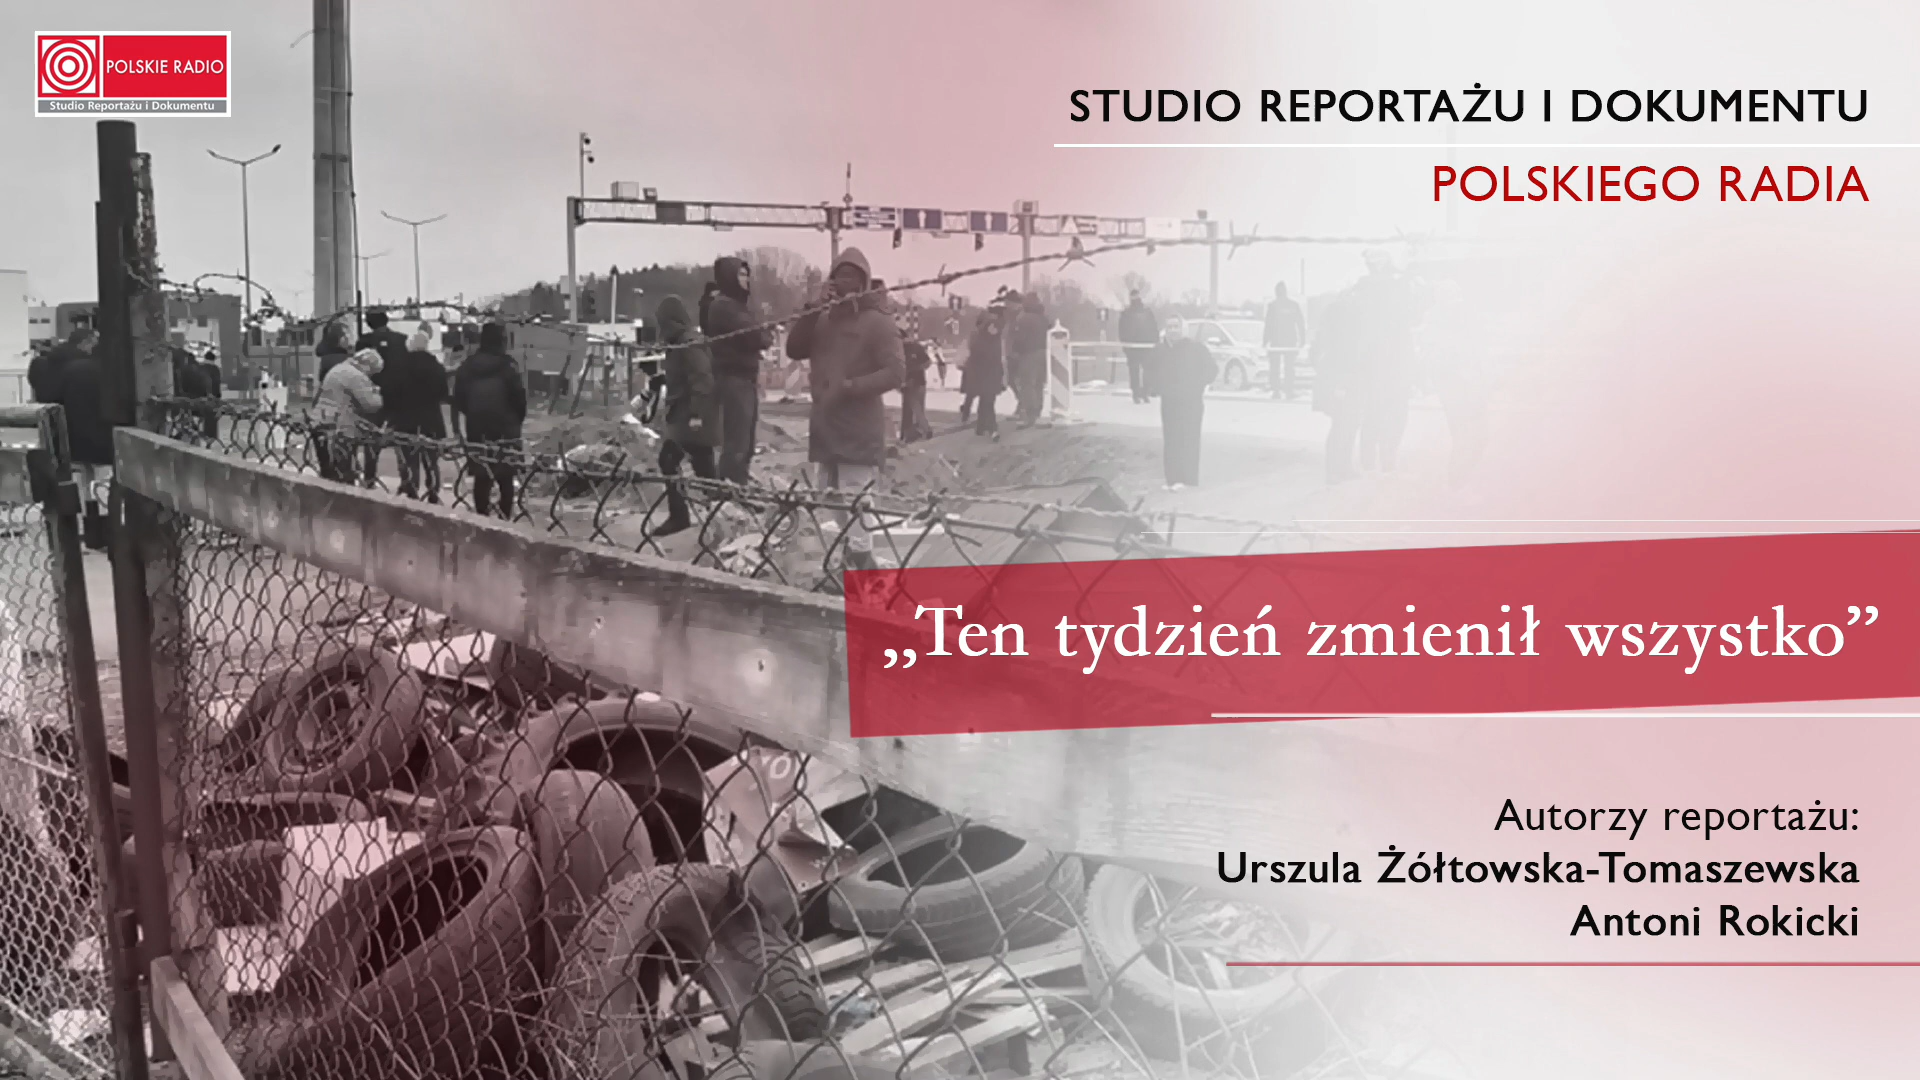 POLSKIE RADIO
Studio Reportażu i Dokumentu
STUDIO REPORTAŻU I DOKUMENTU
POLSKIEGO RADIA
„Ten tydzień zmienił wszystko”
Autorzy reportażu:
Urszula Żółtowska-Tomaszewska
Antoni Rokicki